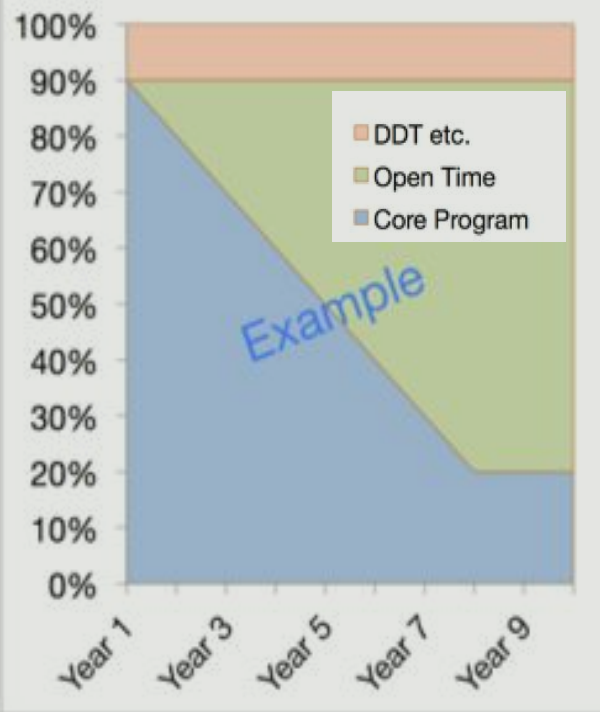 100%
90%
80%
70%
60%
50%
40%
30%
20%
10%
0%
DDT etc.
Open Time
Core Program
Example
Year 1
Year 3
Year 5
Year 7
Year 9